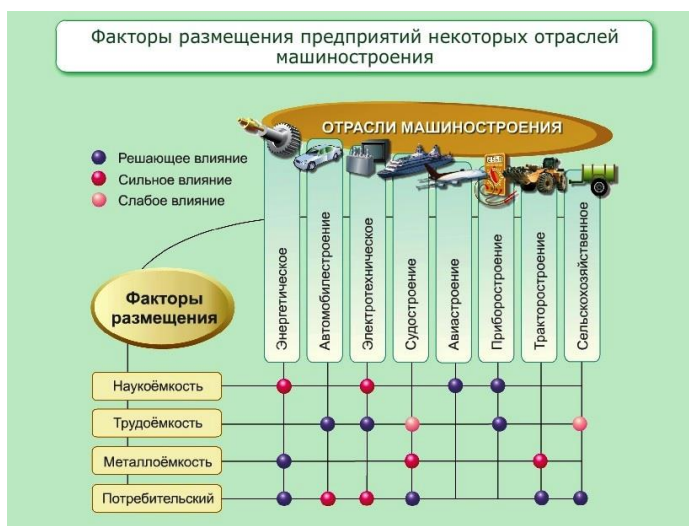 Факторы размещения предприятий некоторых отраслей
машиностроения
ОТРАСЛИ МАШИНОСТРОЕНИЯ
Решающее влияние
Сильное влияние
Слабое влияние
Факторы
размещения
Энергетическое
Автомобилестроение
Электротехническое
Судостроение
Авиастроение
Приборостроение
Тракторостроение
Сельскохозяйственное
Наукоёмкость
Трудоёмкость
Металлоёмкость
Потребительский